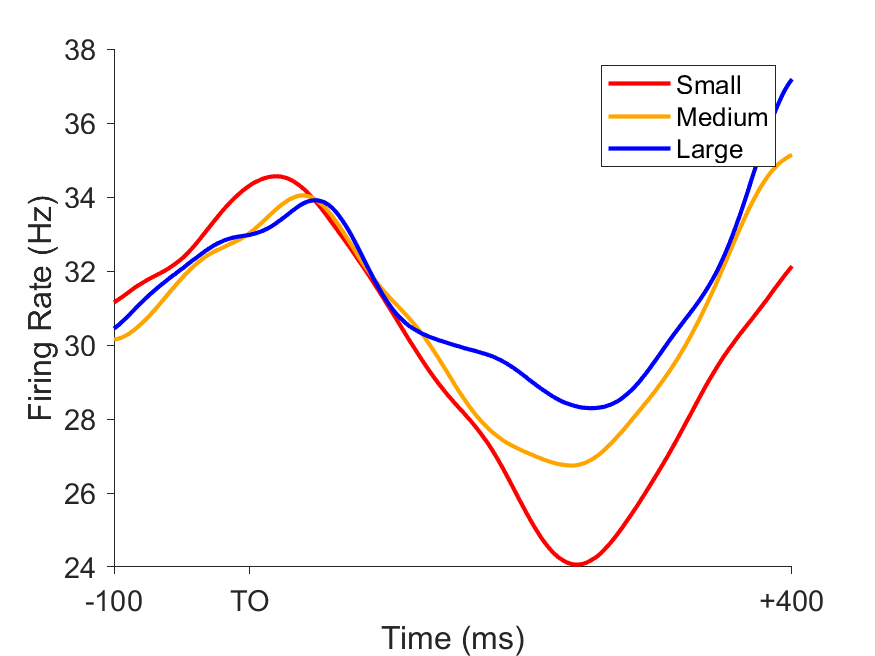 38
36
34
32
30
28
26
24
Firing Rate (Hz)
Small
Medium
Large
-100
TO
+400
Time (ms)